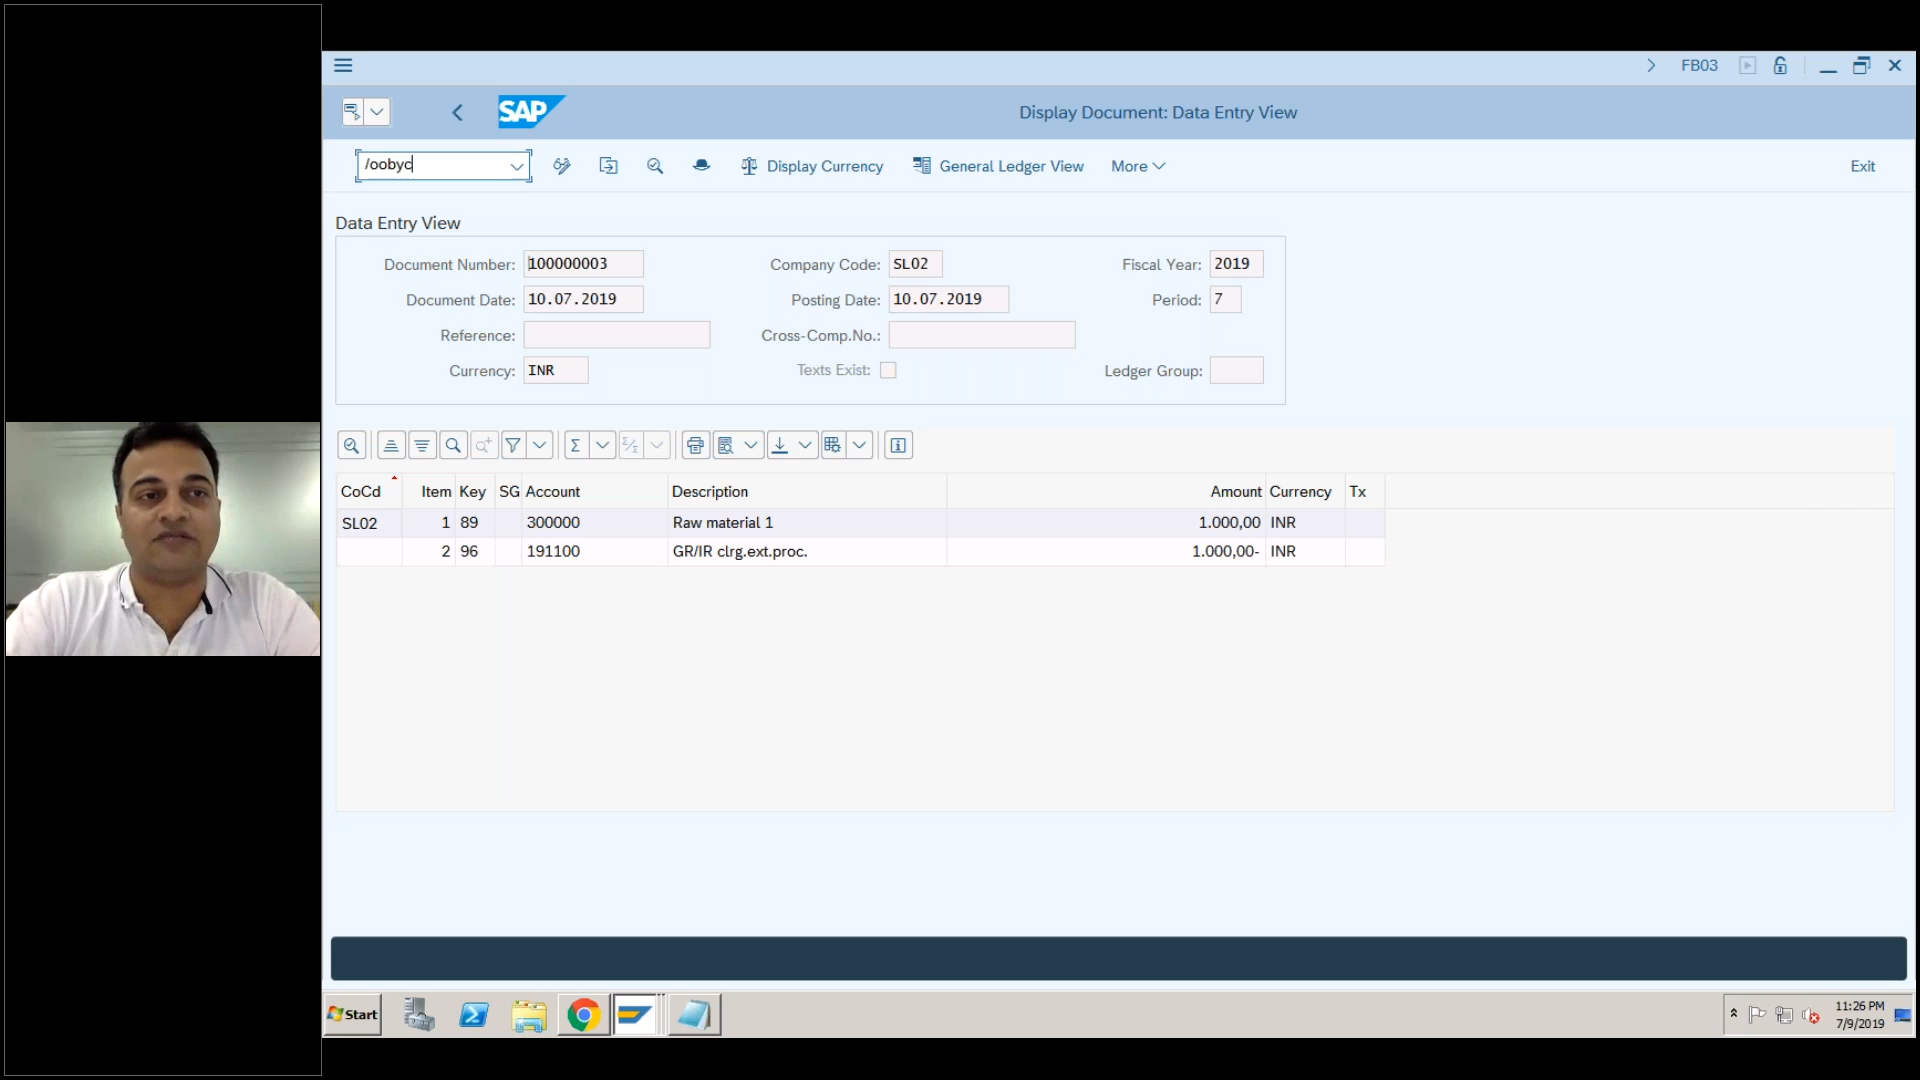 FB03
SAP
Display Document: Data Entry View
/oobyc
Display Currency
General Ledger View
More
Exit
Data Entry View
Document Number: 100000003
Company Code: SL02
Fiscal Year: 2019
Document Date: 10.07.2019
Posting Date: 10.07.2019
Period: 7
Reference:
Cross-Comp.No.:
Currency: INR
Texts Exist:
Ledger Group:
CoCd Item Key SG Account Description Amount Currency Tx
SL02 1 89 300000 Raw material 1 1.000,00 INR
2 96 191100 GR/IR clrg.ext.proc. 1.000,00- INR
Start
11:26 PM
7/9/2019